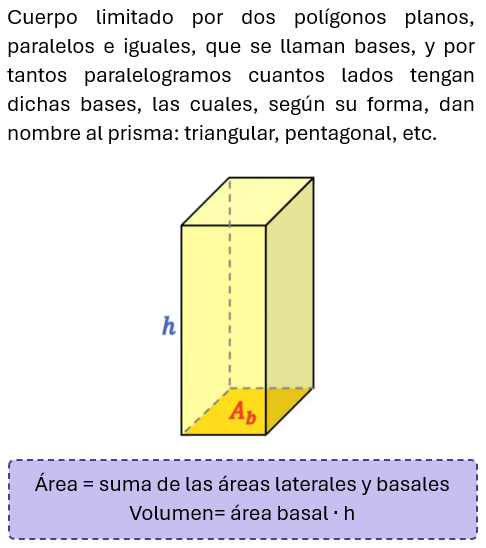 Cuerpo limitado por dos polígonos planos,
paralelos e iguales, que se llaman bases, y por
tantos paralelogramos cuantos lados tengan
dichas bases, las cuales, según su forma, dan
nombre al prisma: triangular, pentagonal, etc.
h
A_b
Área = suma de las áreas laterales y basales
Volumen= área basal · h